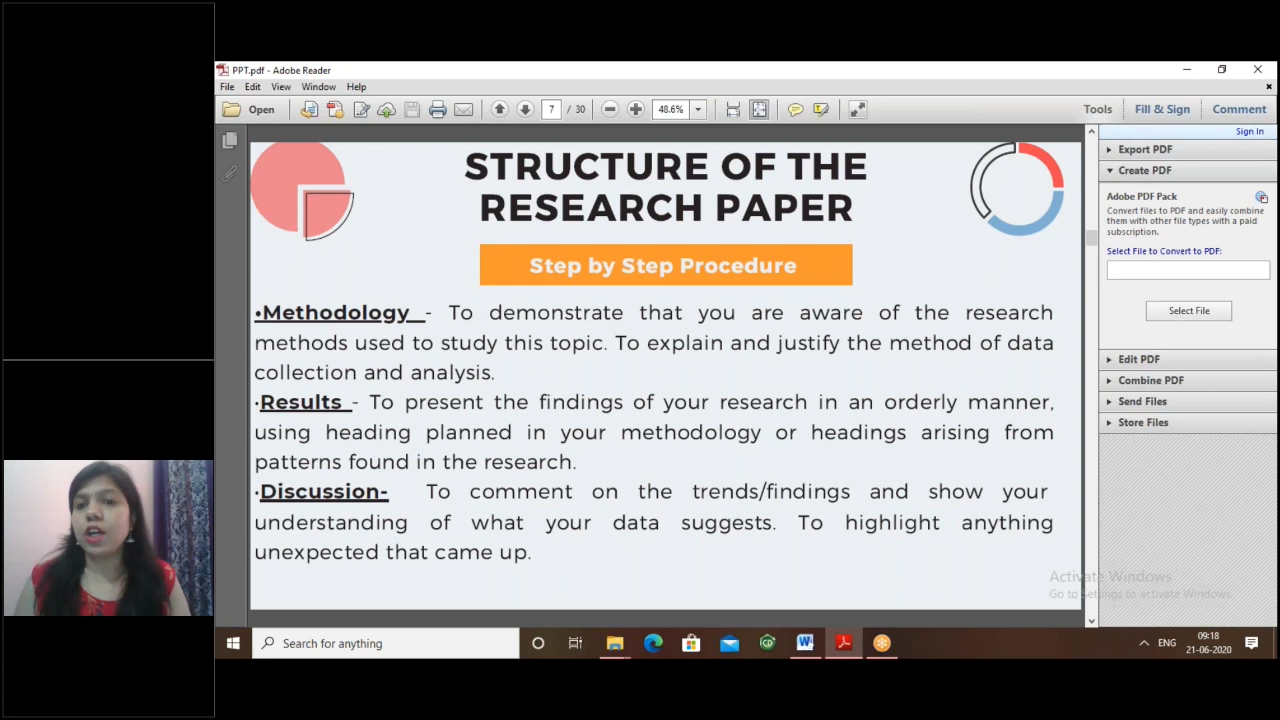 PPT.pdf - Adobe Reader
File Edit View Window Help
Open 7 / 30 48.6% Tools Fill & Sign Comment
Sign In
STRUCTURE OF THE
RESEARCH PAPER
Step by Step Procedure
•Methodology - To demonstrate that you are aware of the research
methods used to study this topic. To explain and justify the method of data
collection and analysis.
•Results - To present the findings of your research in an orderly manner,
using heading planned in your methodology or headings arising from
patterns found in the research.
•Discussion- To comment on the trends/findings and show your
understanding of what your data suggests. To highlight anything
unexpected that came up.
Export PDF
Create PDF
Adobe PDF Pack
Convert files to PDF and easily combine
them with other file types with a paid
subscription.
Select File to Convert to PDF:
Select File
Edit PDF
Combine PDF
Send Files
Store Files
Activate Windows
Go to Settings to activate Windows.
Search for anything
ENG
09:18
21-06-2020